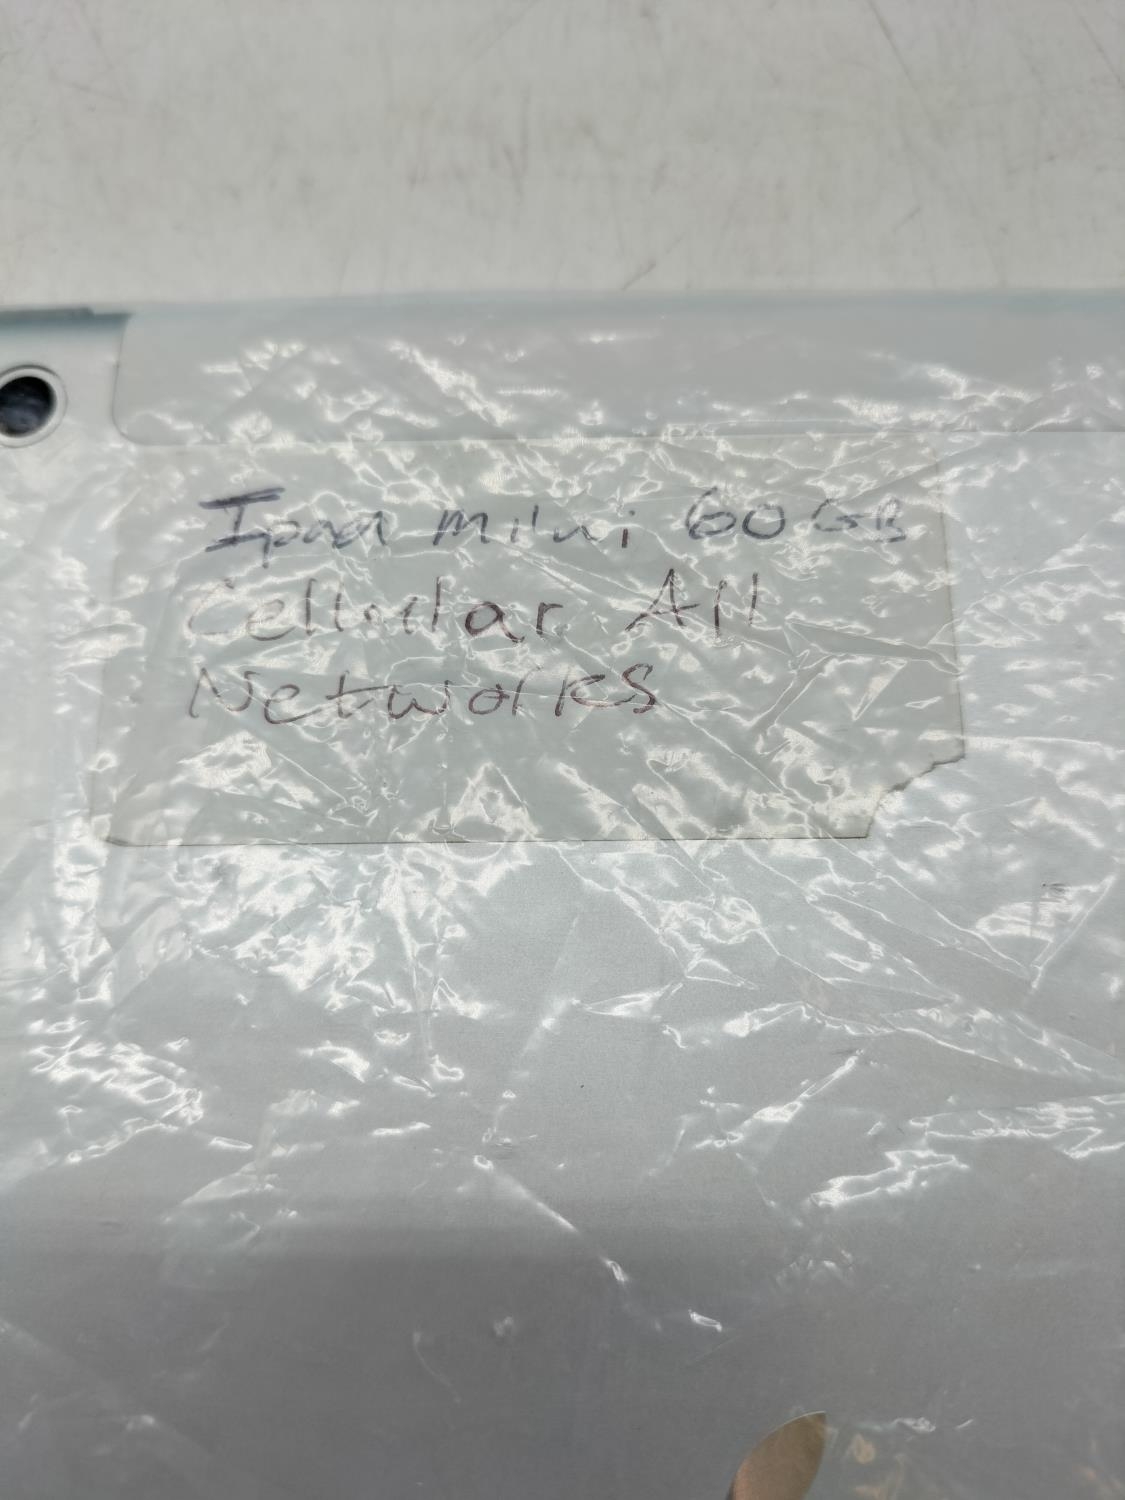 Ipad mini 60GB
Cellular All
Networks